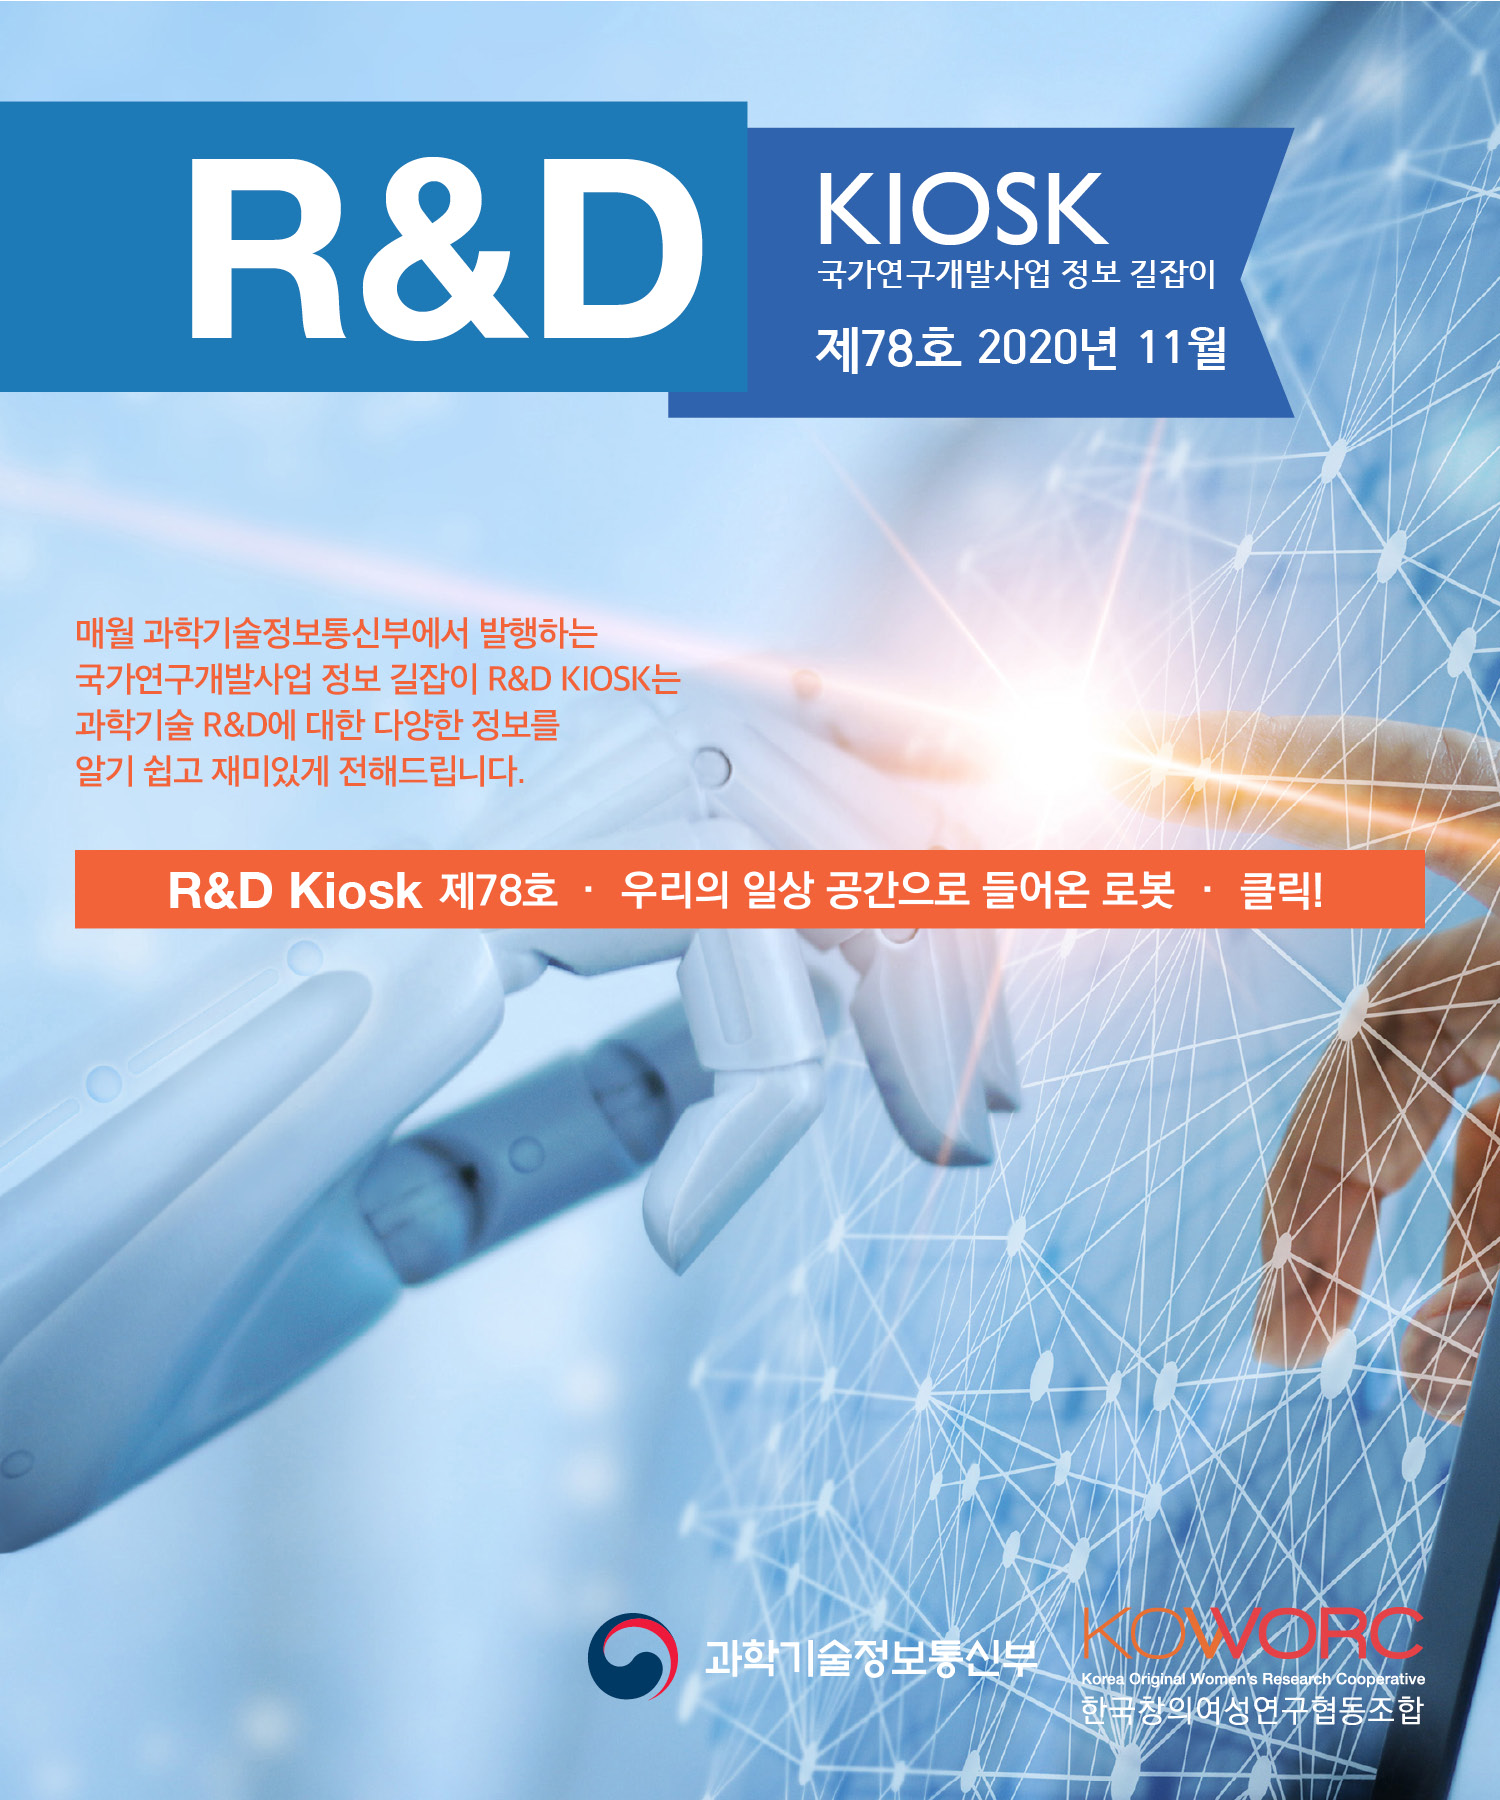 R&D
KIOSK
국가연구개발사업 정보 길잡이
제78호 2020년 11월
매월 과학기술정보통신부에서 발행하는
국가연구개발사업 정보 길잡이 R&D KIOSK는
과학기술 R&D에 대한 다양한 정보를
알기 쉽고 재미있게 전해드립니다.
R&D Kiosk 제78호 · 우리의 일상 공간으로 들어온 로봇 · 클릭!
과학기술정보통신부
KOWORC
Korea Original Women's Research Cooperative
한국창의여성연구협동조합